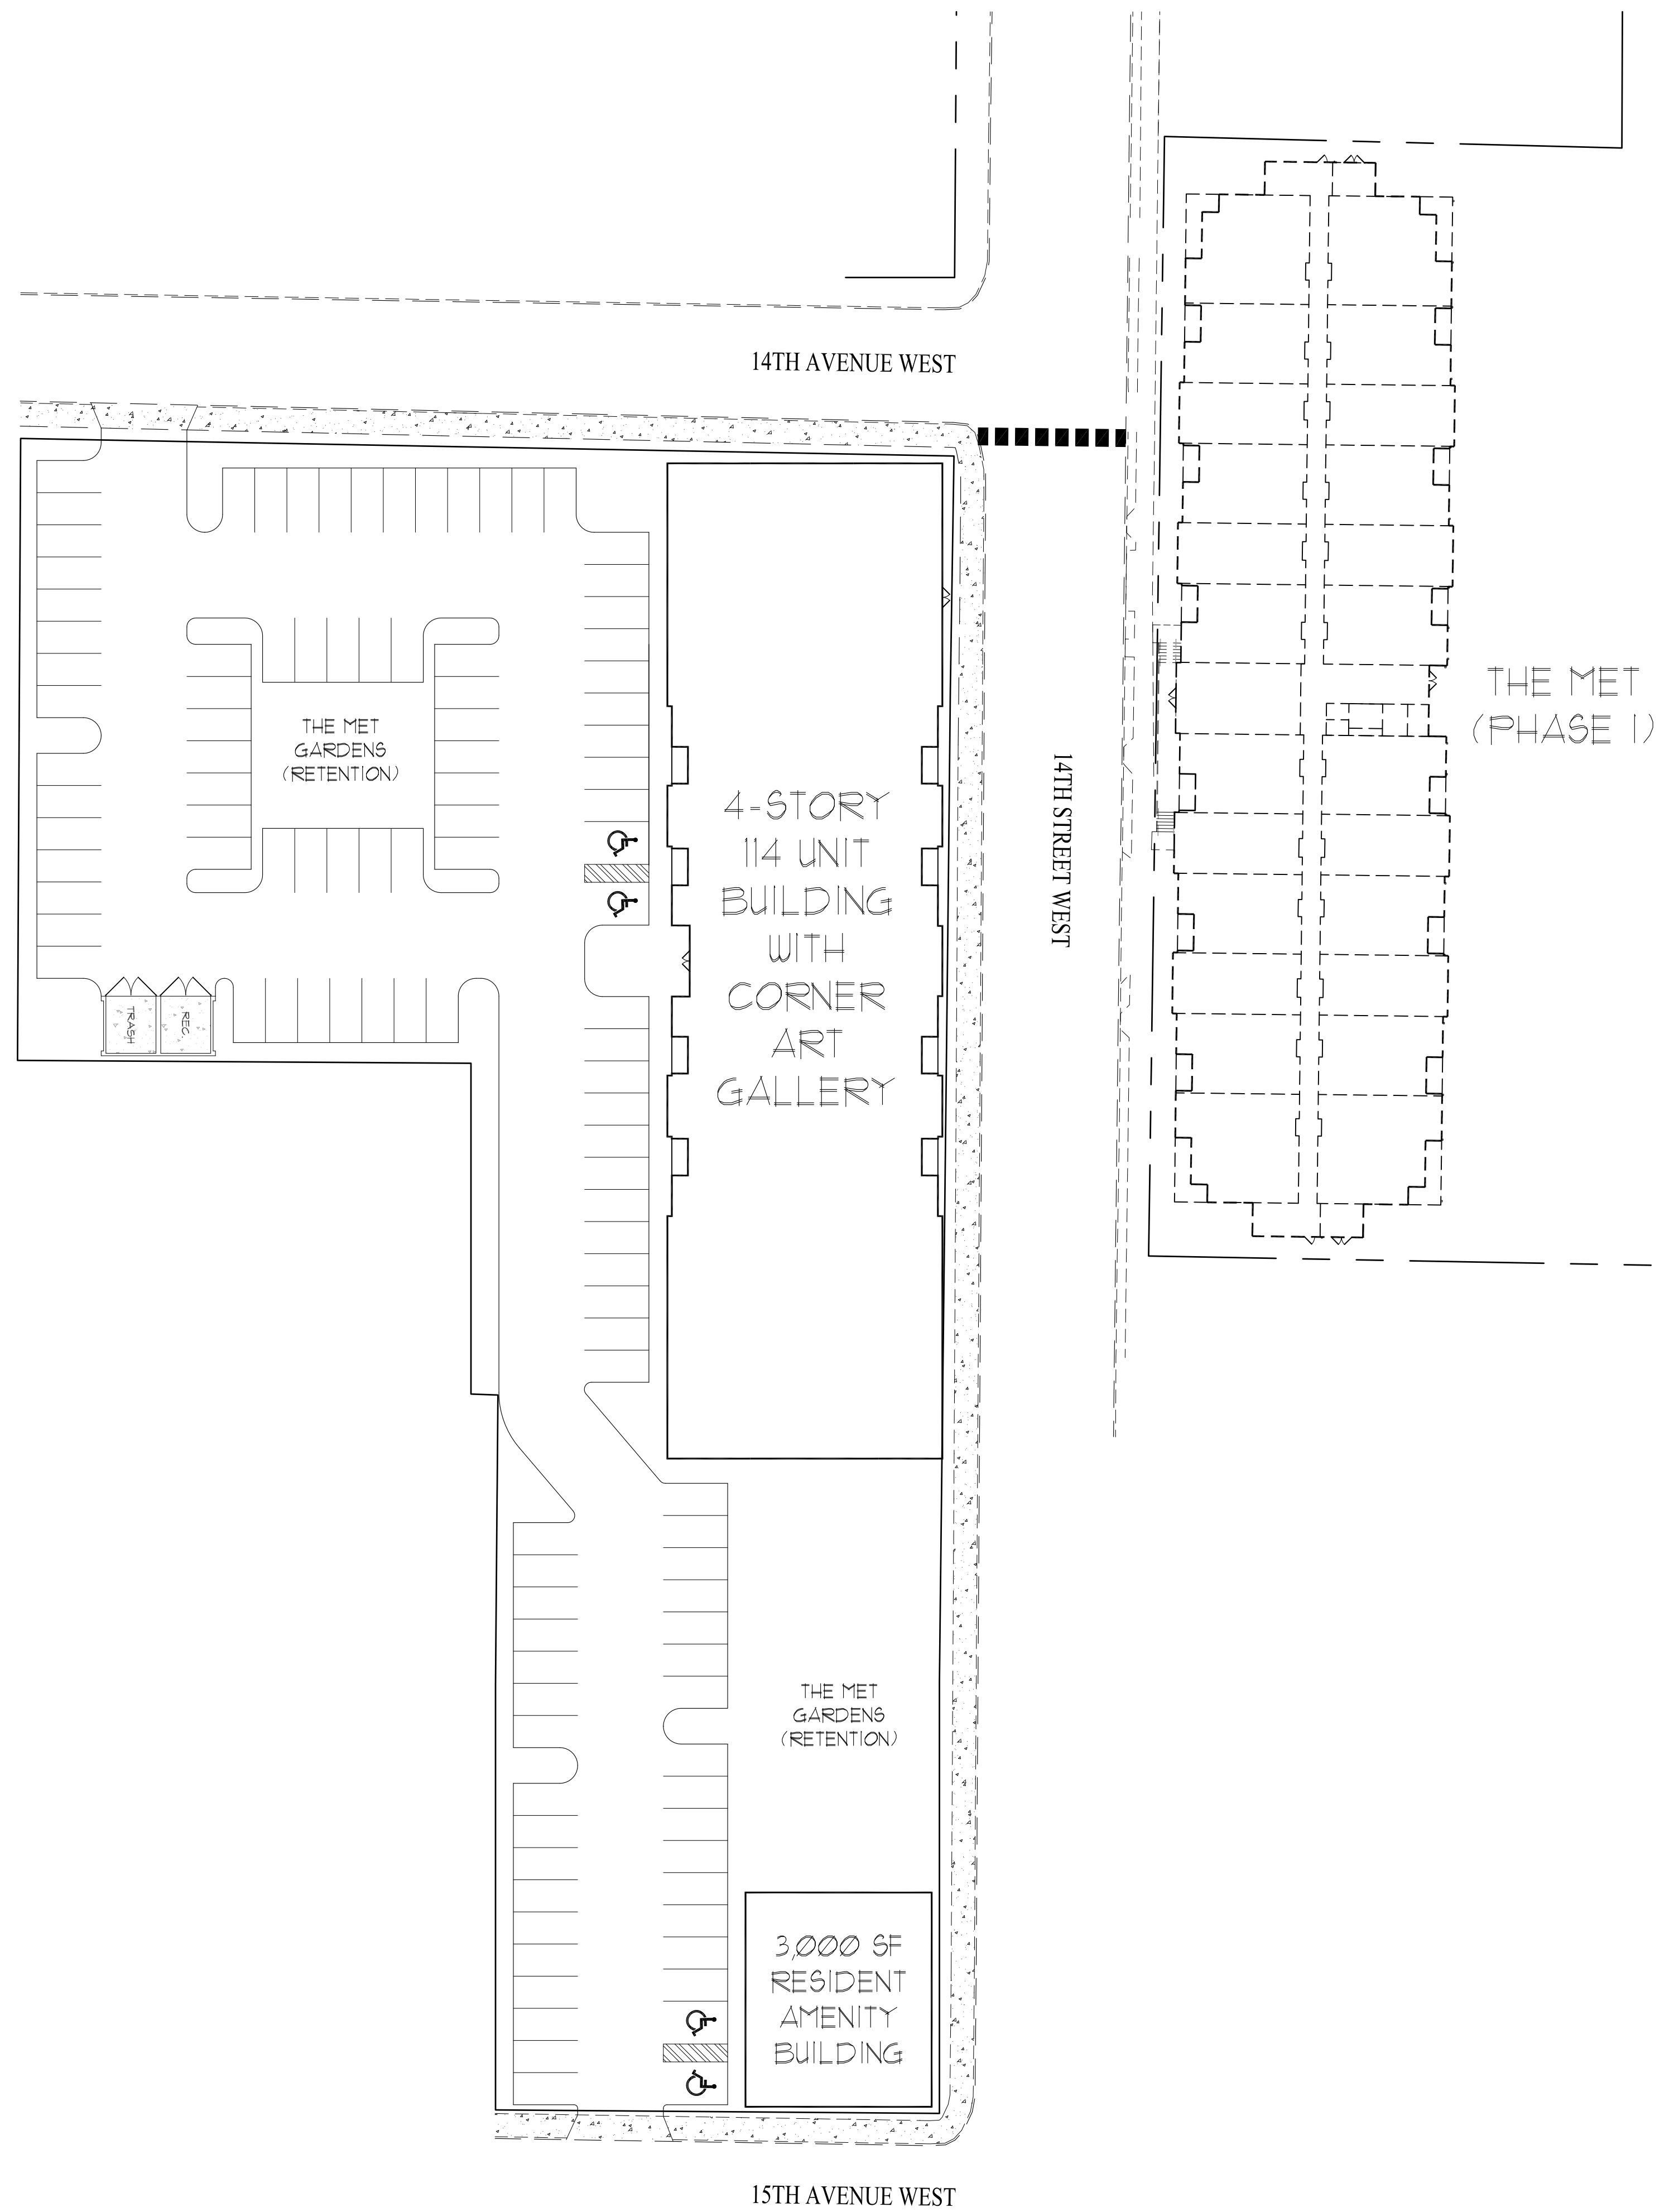 14TH AVENUE WEST
THE MET
(PHASE 1)
THE MET
GARDENS
(RETENTION)
4-STORY
114 UNIT
BUILDING
WITH
CORNER
ART
GALLERY
14TH STREET WEST
TRASH
REC.
THE MET
GARDENS
(RETENTION)
3,000 SF
RESIDENT
AMENITY
BUILDING
15TH AVENUE WEST